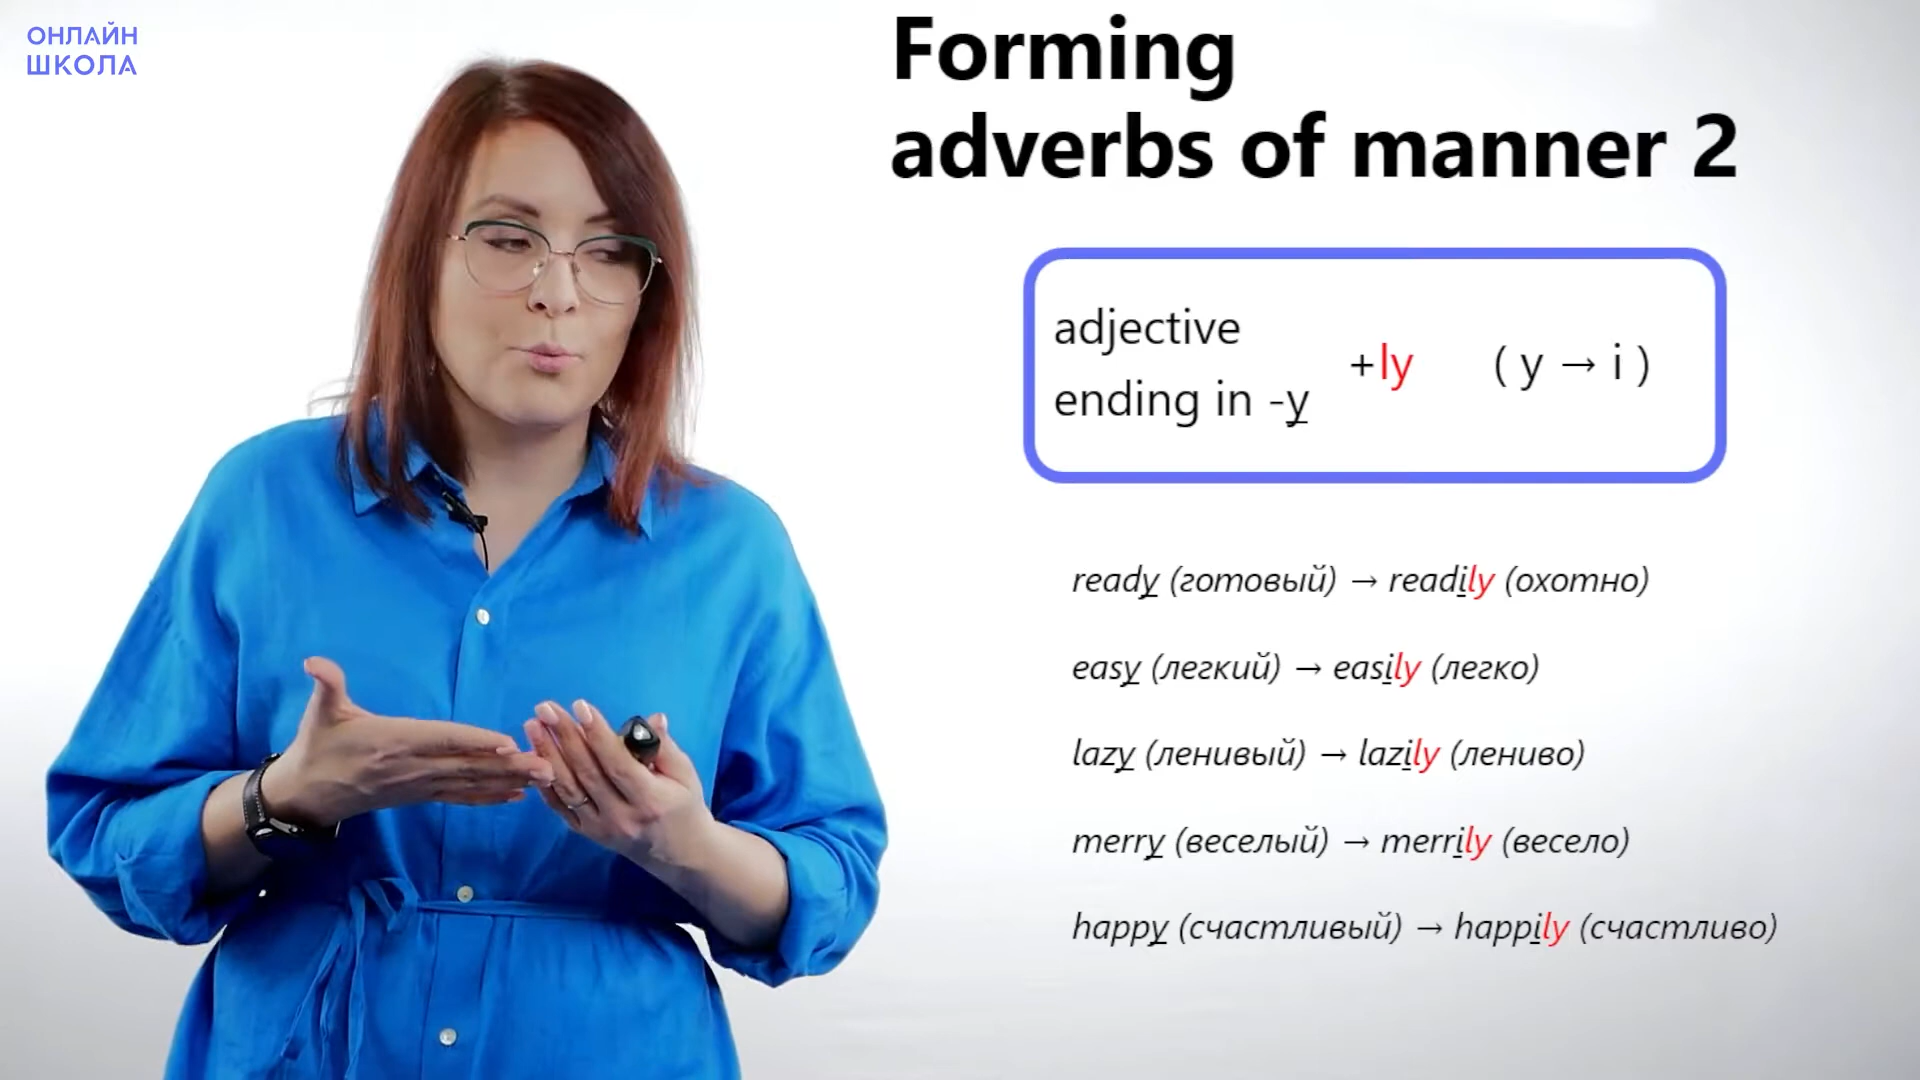 ОНЛАЙН
ШКОЛА
Forming
adverbs of manner 2
adjective
ending in -y
+ly
( y → i )
ready (готовый) → readily (охотно)
easy (легкий) → easily (легко)
lazy (ленивый) → lazily (лениво)
merry (веселый) → merrily (весело)
happy (счастливый) → happily (счастливо)